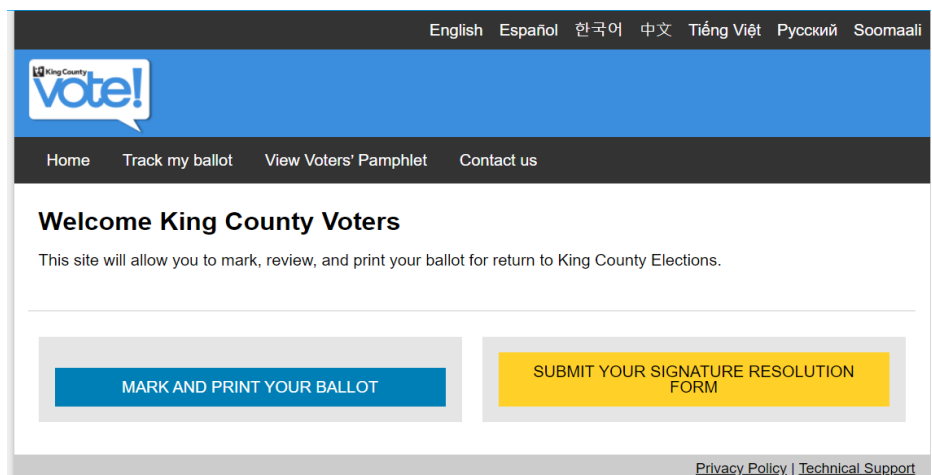 English Español 한국어 中文 Tiếng Việt Русский Soomaali
King County
vote!
Home Track my ballot View Voters' Pamphlet Contact us
Welcome King County Voters
This site will allow you to mark, review, and print your ballot for return to King County Elections.
MARK AND PRINT YOUR BALLOT
SUBMIT YOUR SIGNATURE RESOLUTION
FORM
Privacy Policy | Technical Support